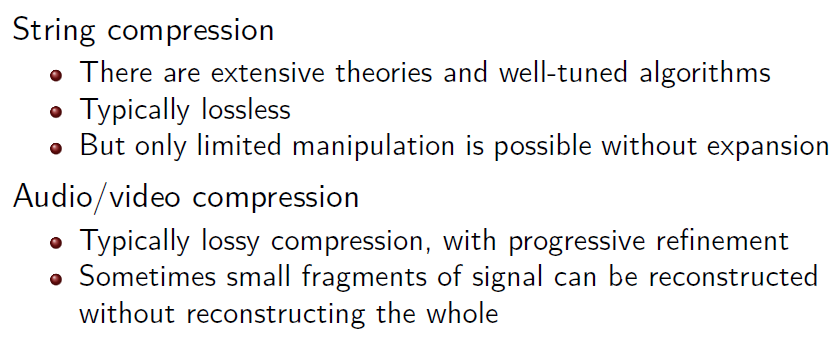 String compression
There are extensive theories and well-tuned algorithms
Typically lossless
But only limited manipulation is possible without expansion
Audio/video compression
Typically lossy compression, with progressive refinement
Sometimes small fragments of signal can be reconstructed
without reconstructing the whole